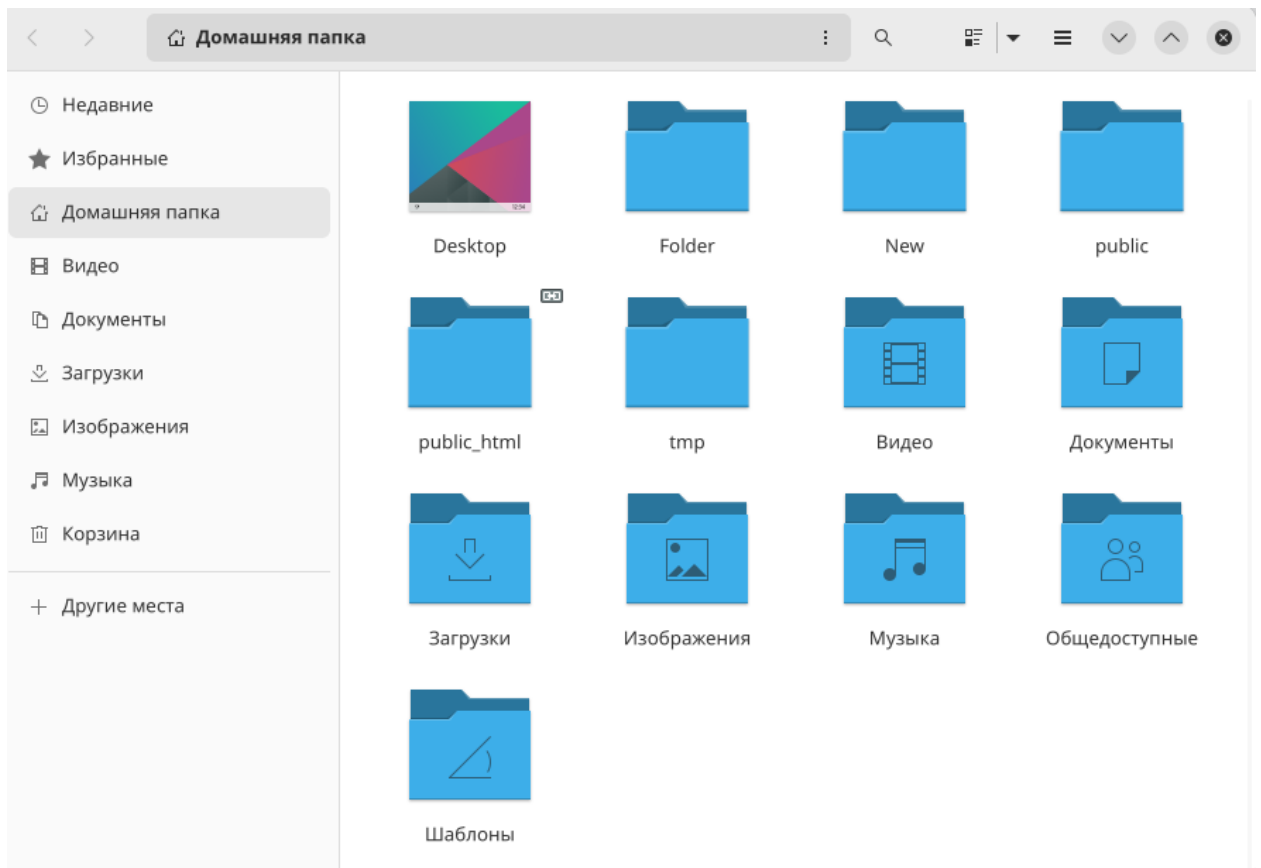 Домашняя папка
Недавние
Избранные
Домашняя папка
Видео
Документы
Загрузки
Изображения
Музыка
Корзина
Другие места
Desktop
Folder
New
public
public_html
tmp
Видео
Документы
Загрузки
Изображения
Музыка
Общедоступные
Шаблоны